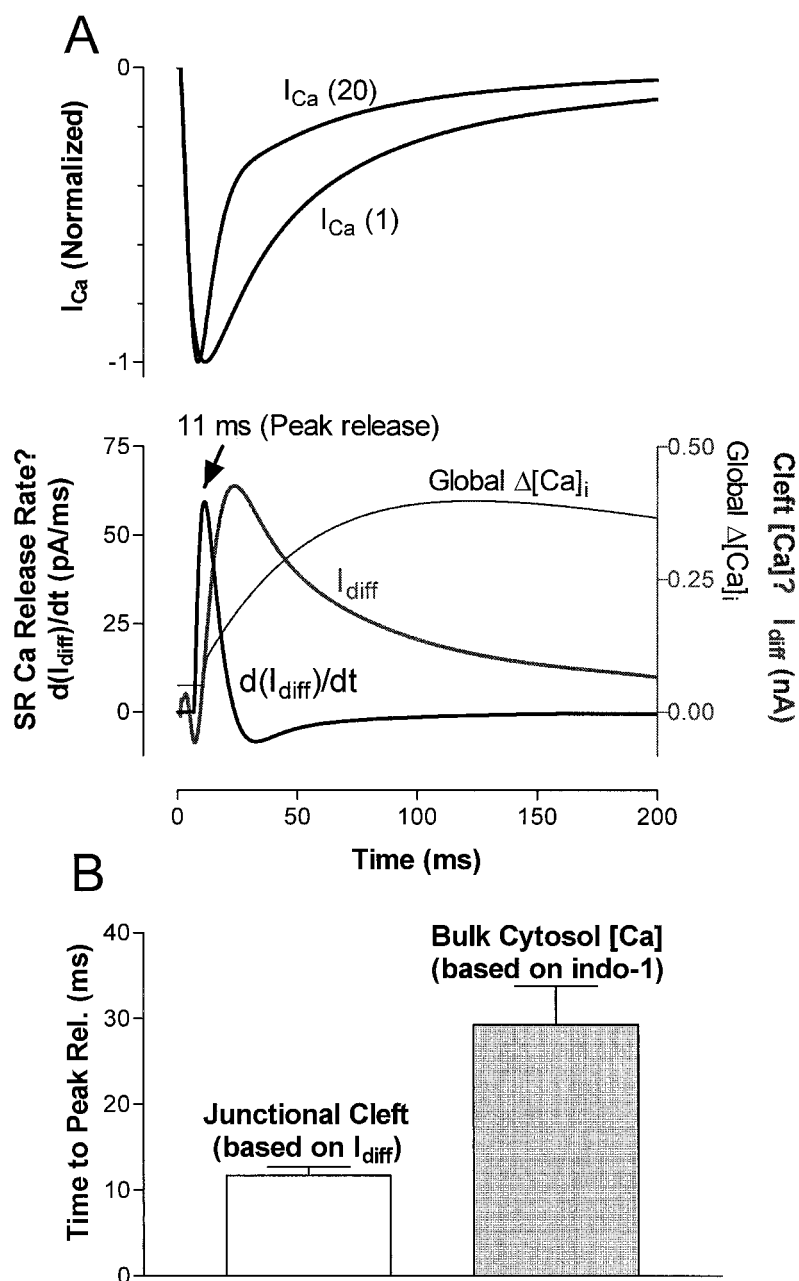 A
0
-1
I_Ca (Normalized)
I_Ca (20)
I_Ca (1)
11 ms (Peak release)
75
50
25
0
SR Ca Release Rate?
d(I_diff)/dt (pA/ms)
Global Δ[Ca]_i
I_diff
d(I_diff)/dt
0.50
0.25
0.00
Global Δ[Ca]_i
Cleft [Ca]? I_diff (nA)
0 50 100 150 200
Time (ms)
B
40
30
20
10
0
Time to Peak Rel. (ms)
Bulk Cytosol [Ca]
(based on indo-1)
Junctional Cleft
(based on I_diff)